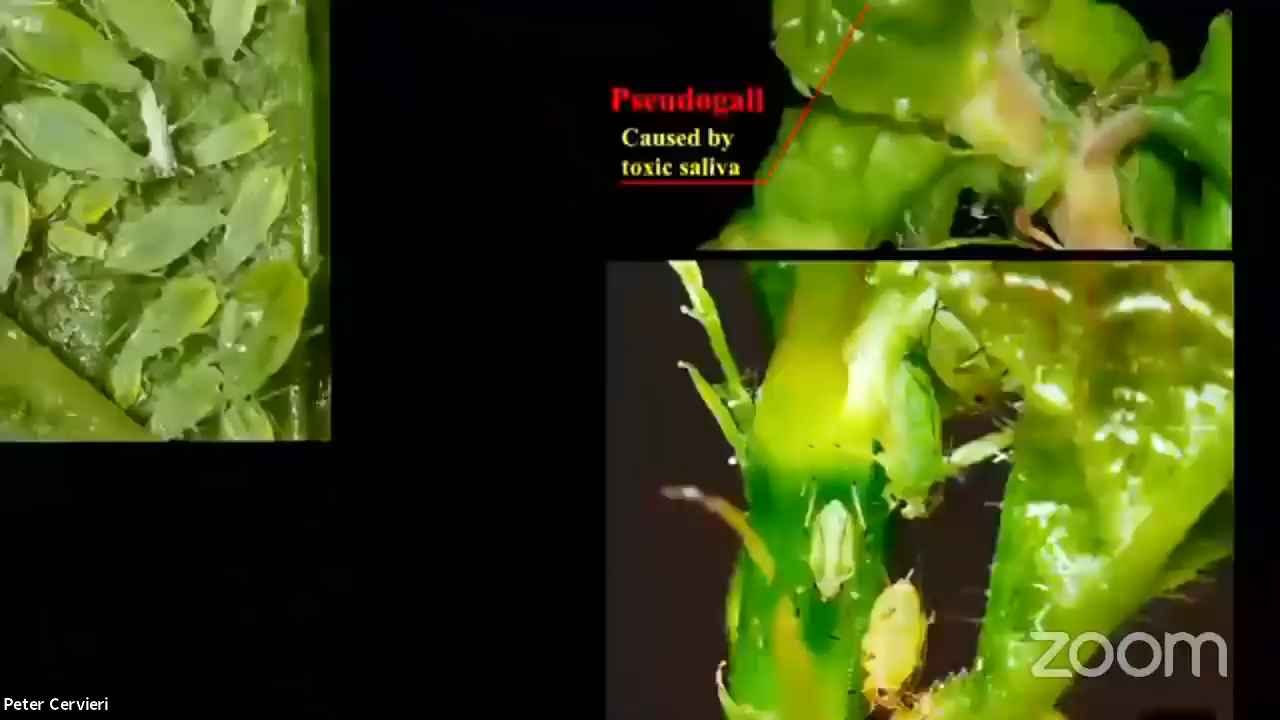 Pseudogall
Caused by
toxic saliva
zoom
Peter Cervieri